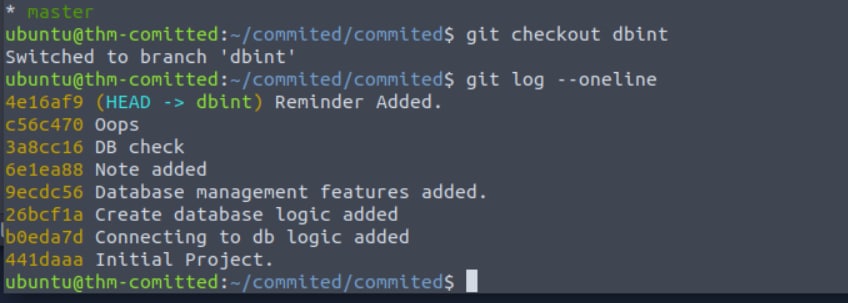 * master
ubuntu@thm-comitted:~/commited/commited$ git checkout dbint
Switched to branch 'dbint'
ubuntu@thm-comitted:~/commited/commited$ git log --oneline
4e16af9 (HEAD -> dbint) Reminder Added.
c56c470 Oops
3a8cc16 DB check
6e1ea88 Note added
9ecdc56 Database management features added.
26bcf1a Create database logic added
b0eda7d Connecting to db logic added
441daaa Initial Project.
ubuntu@thm-comitted:~/commited/commited$